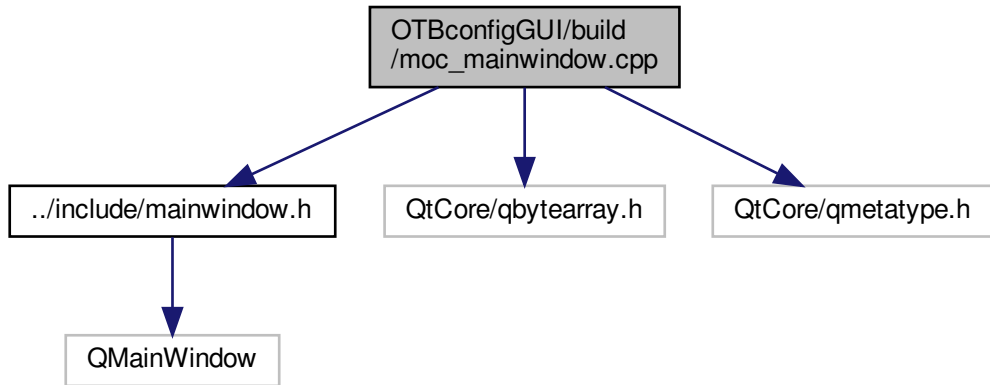 OTBconfigGUI/build
/moc_mainwindow.cpp
../include/mainwindow.h
QtCore/qbytearray.h
QtCore/qmetatype.h
QMainWindow